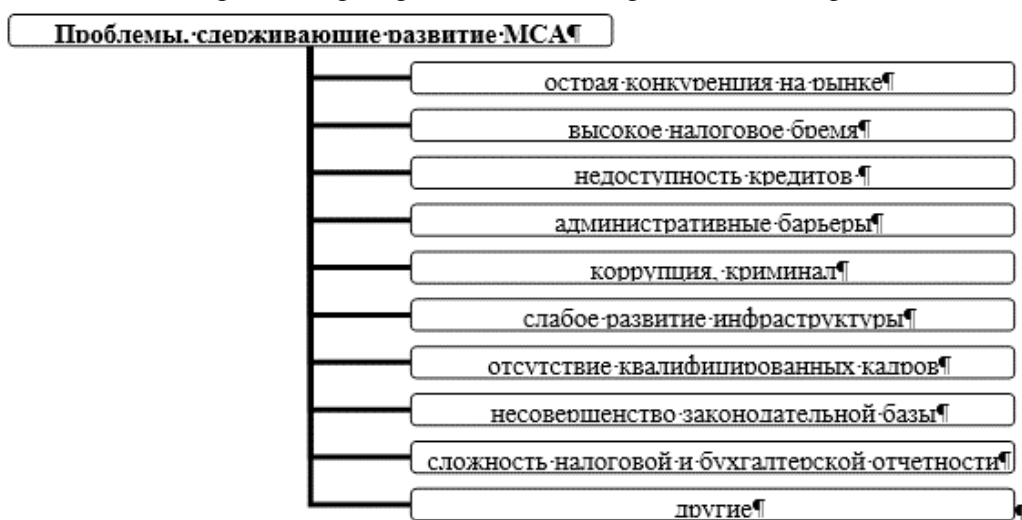 Проблемы, сдерживающие развитие МСА¶
острая·конкуренция·на·рынке¶
высокое·налоговое·бремя¶
недоступность·кредитов·¶
административные·барьеры¶
коррупция,·криминал¶
слабое·развитие·инфраструктуры¶
отсутствие·квалифицированных·кадров¶
несовершенство·законодательной·базы¶
сложность·налоговой·и·бухгалтерской·отчетности¶
другие¶